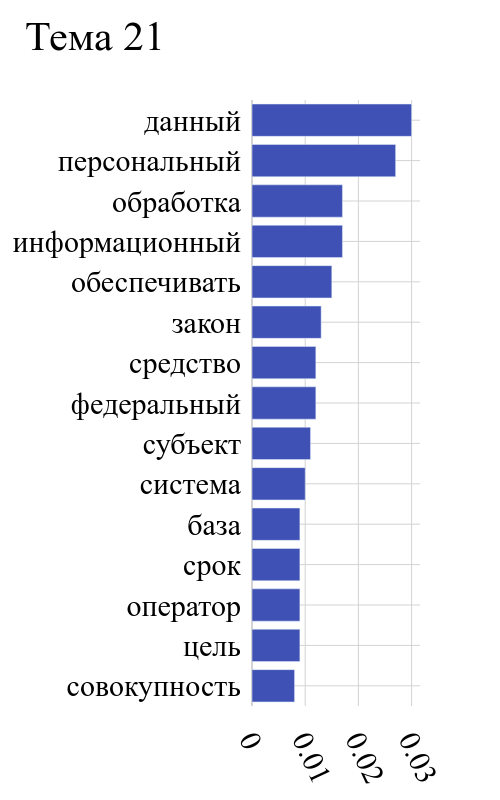 Тема 21
данный
персональный
обработка
информационный
обеспечивать
закон
средство
федеральный
субъект
система
база
срок
оператор
цель
совокупность
0
0.01
0.02
0.03